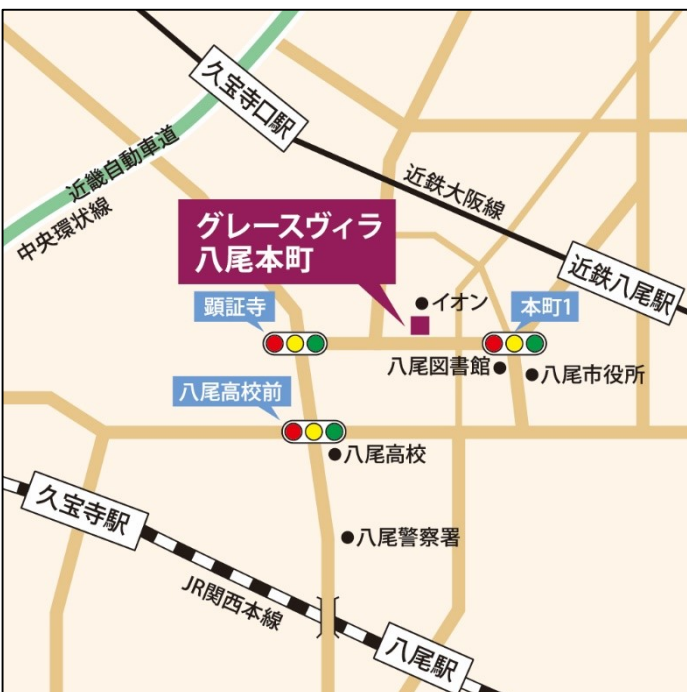 久宝寺口駅
近畿自動車道
中央環状線
近鉄大阪線
グレースヴィラ
八尾本町
近鉄八尾駅
顕証寺
イオン
本町1
八尾図書館
八尾市役所
八尾高校前
八尾高校
久宝寺駅
八尾警察署
JR関西本線
八尾駅